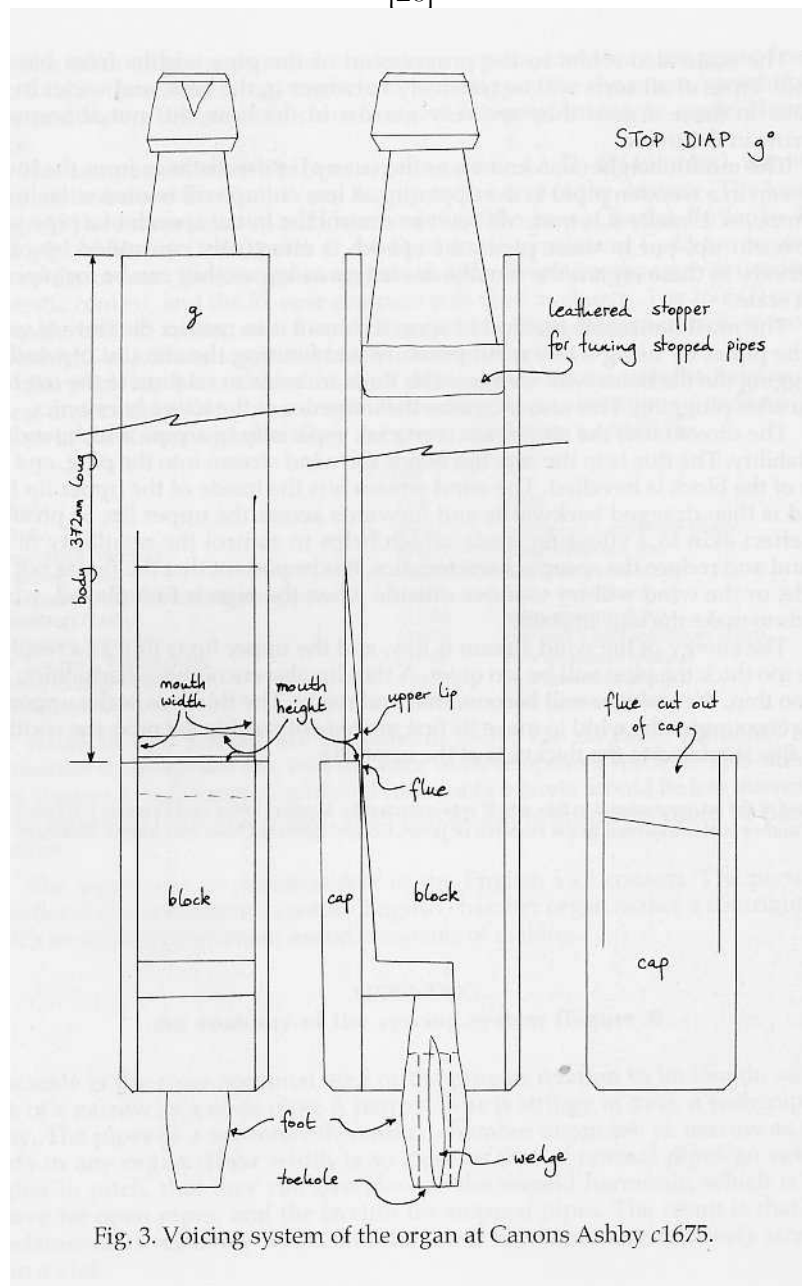 STOP DIAP g°
g
leathered stopper
for tuning stopped pipes
body 372mm long
mouth
width
mouth
height
upper lip
flue cut out
of cap
flue
block
cap
block
cap
foot
wedge
toehole
Fig. 3. Voicing system of the organ at Canons Ashby c1675.